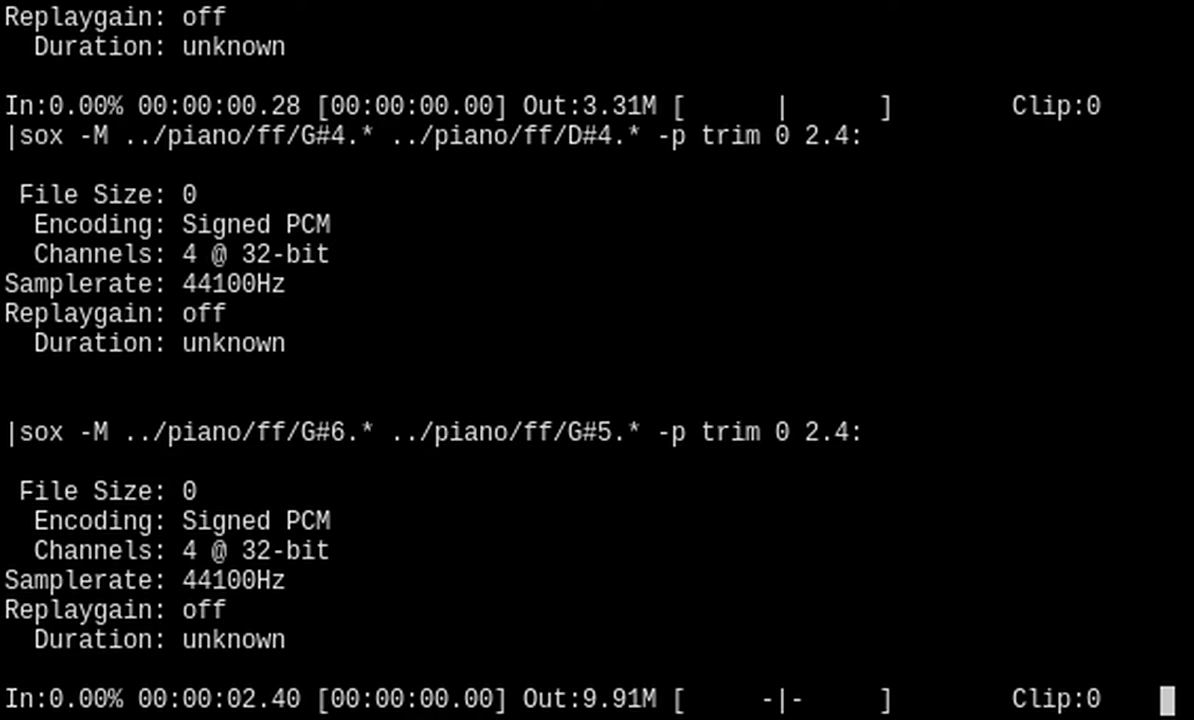 Replaygain: off
Duration: unknown
In:0.00% 00:00:00.28 [00:00:00.00] Out:3.31M [      |      ]        Clip:0
|sox -M ../piano/ff/G#4.* ../piano/ff/D#4.* -p trim 0 2.4:
File Size: 0
Encoding: Signed PCM
Channels: 4 @ 32-bit
Samplerate: 44100Hz
Replaygain: off
Duration: unknown
|sox -M ../piano/ff/G#6.* ../piano/ff/G#5.* -p trim 0 2.4:
File Size: 0
Encoding: Signed PCM
Channels: 4 @ 32-bit
Samplerate: 44100Hz
Replaygain: off
Duration: unknown
In:0.00% 00:00:02.40 [00:00:00.00] Out:9.91M [     -|-     ]        Clip:0